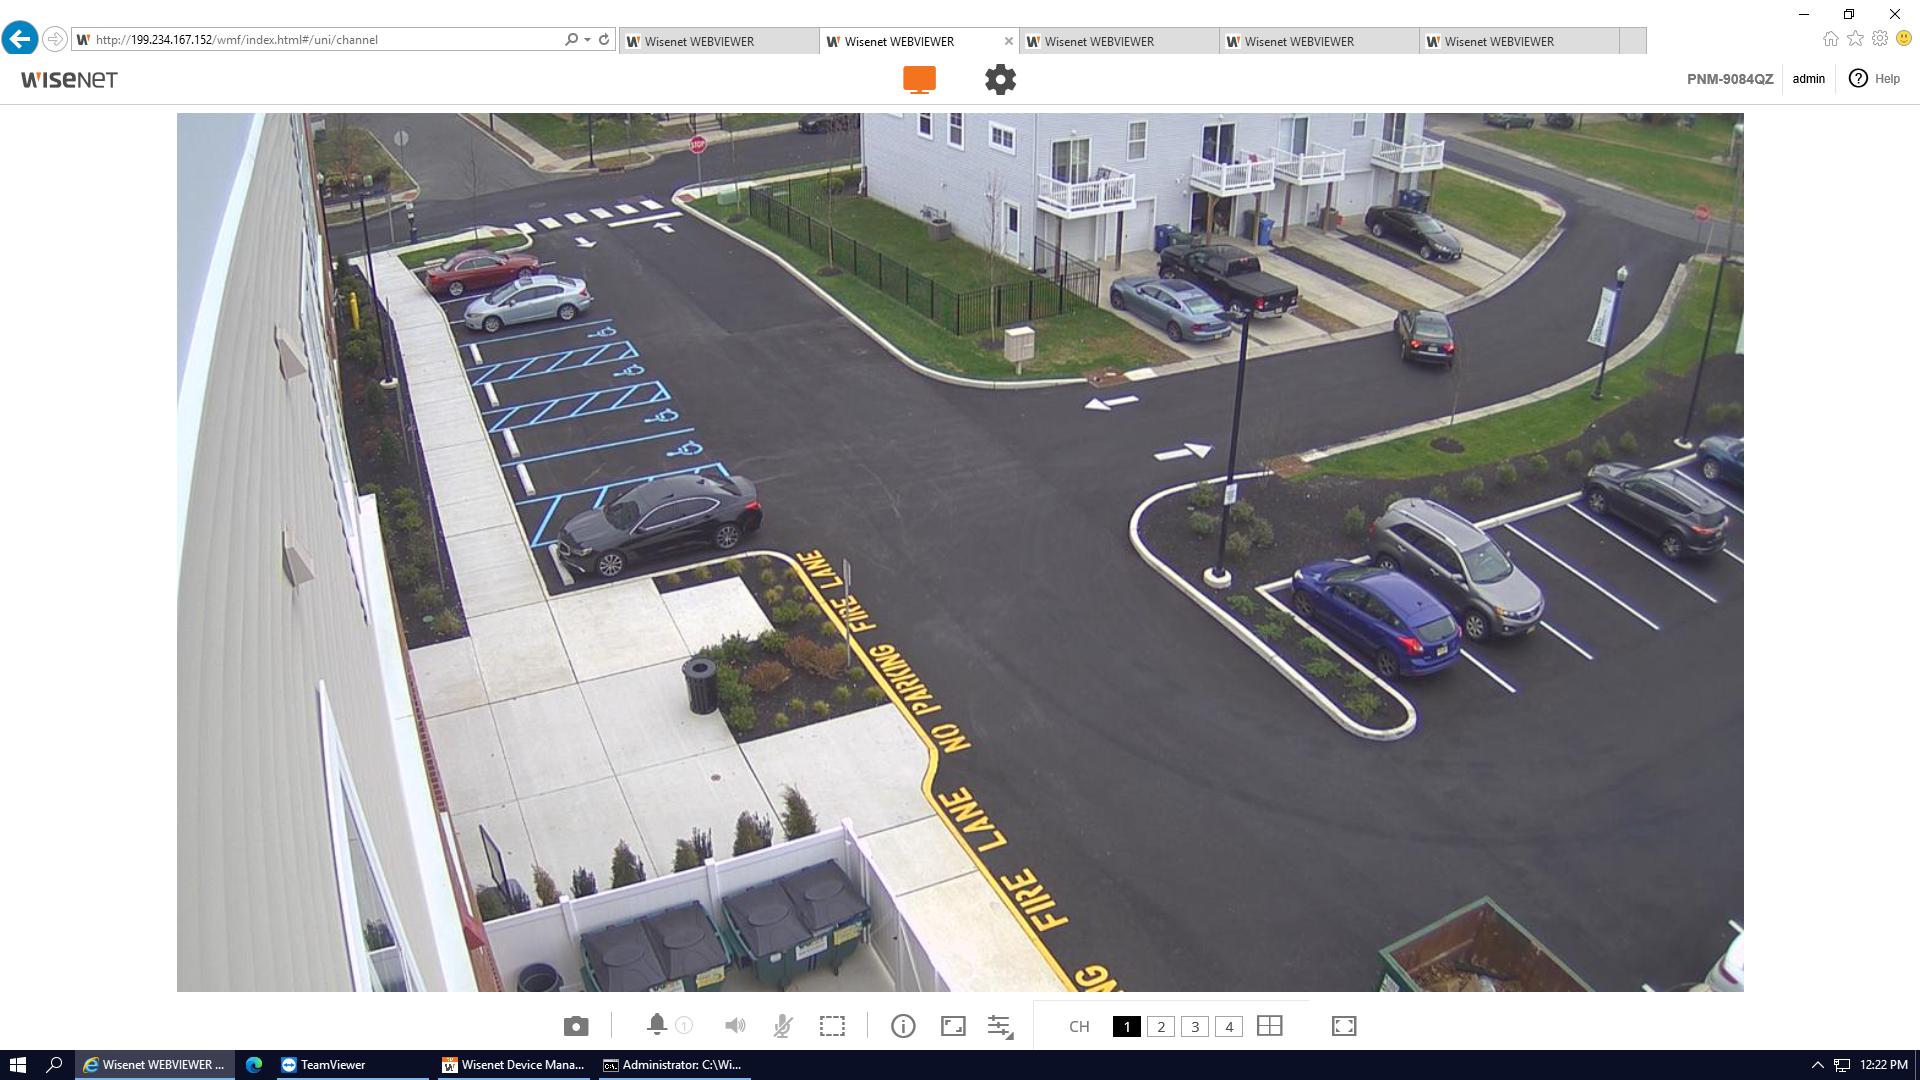 http://199.234.167.152/wmf/index.html#/uni/channel
Wisenet WEBVIEWER
Wisenet WEBVIEWER
Wisenet WEBVIEWER
Wisenet WEBVIEWER
Wisenet WEBVIEWER
WISENET
PNM-9084QZ
admin
Help
STOP
FIRE LANE
NO PARKING
FIRE LANE
NG
1
CH
1
2
3
4
Wisenet WEBVIEWER ...
TeamViewer
Wisenet Device Mana...
Administrator: C:\Wi...
12:22 PM